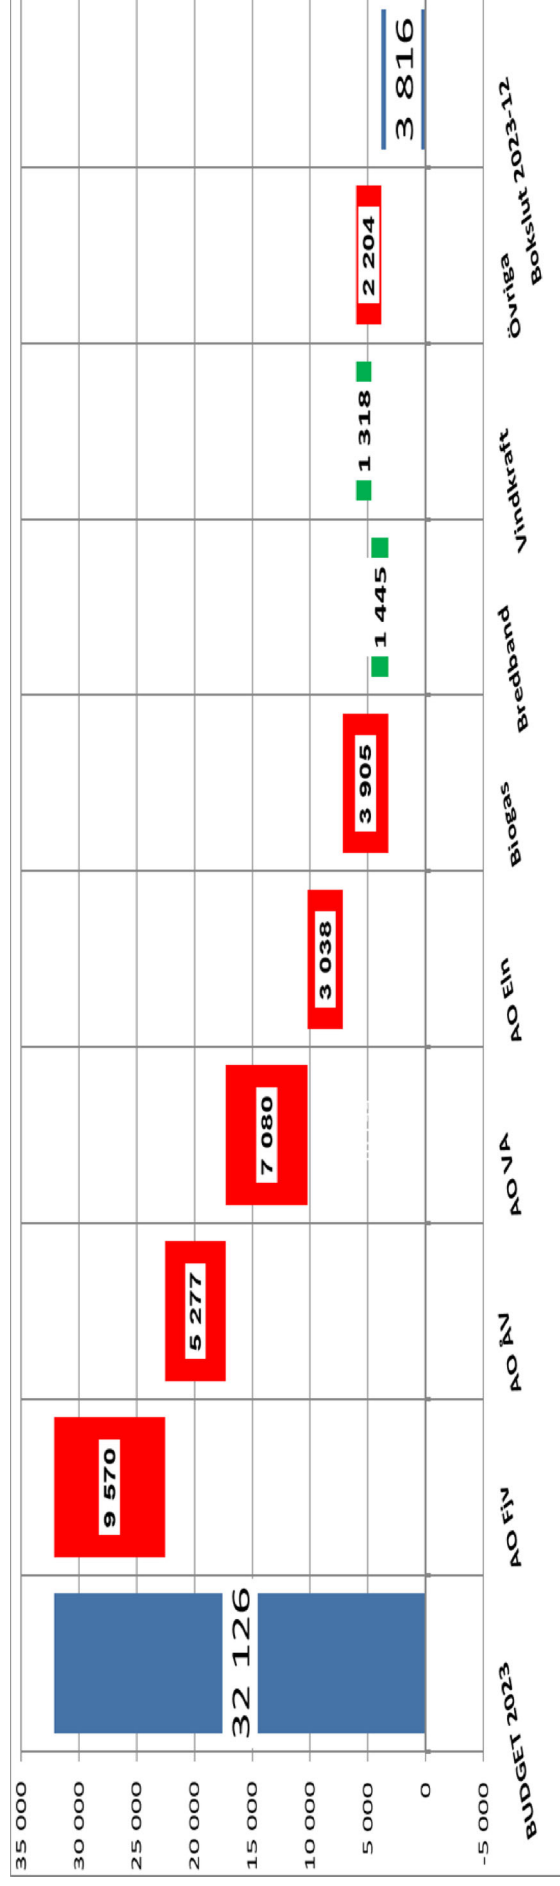 35 000
30 000
25 000
20 000
15 000
10 000
5 000
0
-5 000
32 126
9 570
5 277
7 080
3 038
3 905
1 445
1 318
2 204
3 816
BUDGET 2023
AO Fjv
AO ÅV
AO VA
AO Eln
Biogas
Bredband
Vindkraft
Övriga
Bokslut 2023-12